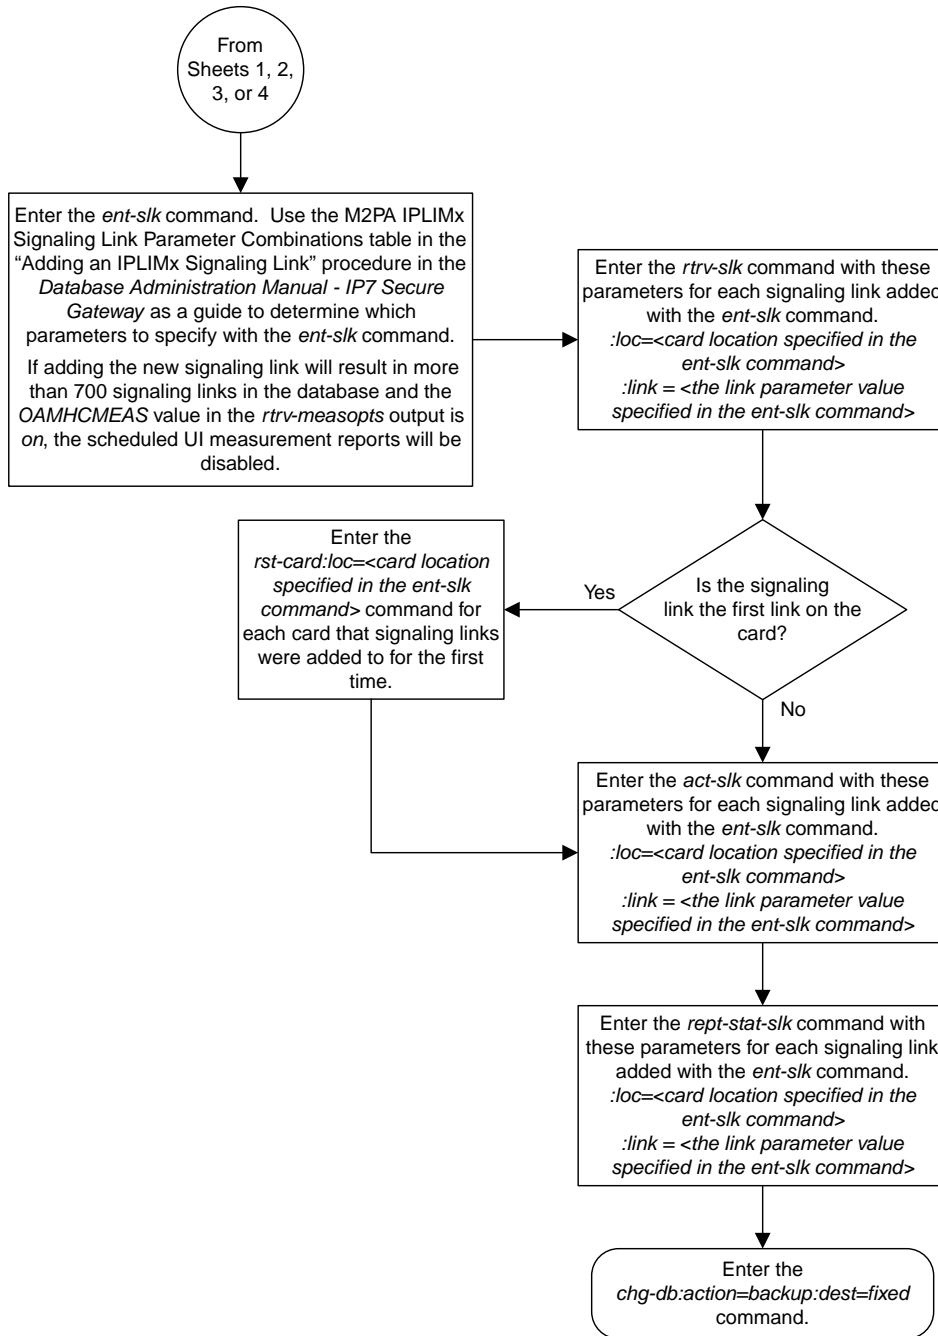 From
Sheets 1, 2,
3, or 4
Enter the ent-slk command.  Use the M2PA IPLIMx
Signaling Link Parameter Combinations table in the
“Adding an IPLIMx Signaling Link” procedure in the
Database Administration Manual - IP7 Secure
Gateway as a guide to determine which
parameters to specify with the ent-slk command.
If adding the new signaling link will result in more
than 700 signaling links in the database and the
OAMHCMEAS value in the rtrv-measopts output is
on, the scheduled UI measurement reports will be
disabled.
Enter the rtrv-slk command with these
parameters for each signaling link added
with the ent-slk command.
:loc=<card location specified in the
ent-slk command>
:link = <the link parameter value
specified in the ent-slk command>
Is the signaling
link the first link on the
card?
Yes
Enter the
rst-card:loc=<card location
specified in the ent-slk
command> command for
each card that signaling links
were added to for the first
time.
No
Enter the act-slk command with these
parameters for each signaling link added
with the ent-slk command.
:loc=<card location specified in the
ent-slk command>
:link = <the link parameter value
specified in the ent-slk command>
Enter the rept-stat-slk command with
these parameters for each signaling link
added with the ent-slk command.
:loc=<card location specified in the
ent-slk command>
:link = <the link parameter value
specified in the ent-slk command>
Enter the
chg-db:action=backup:dest=fixed
command.